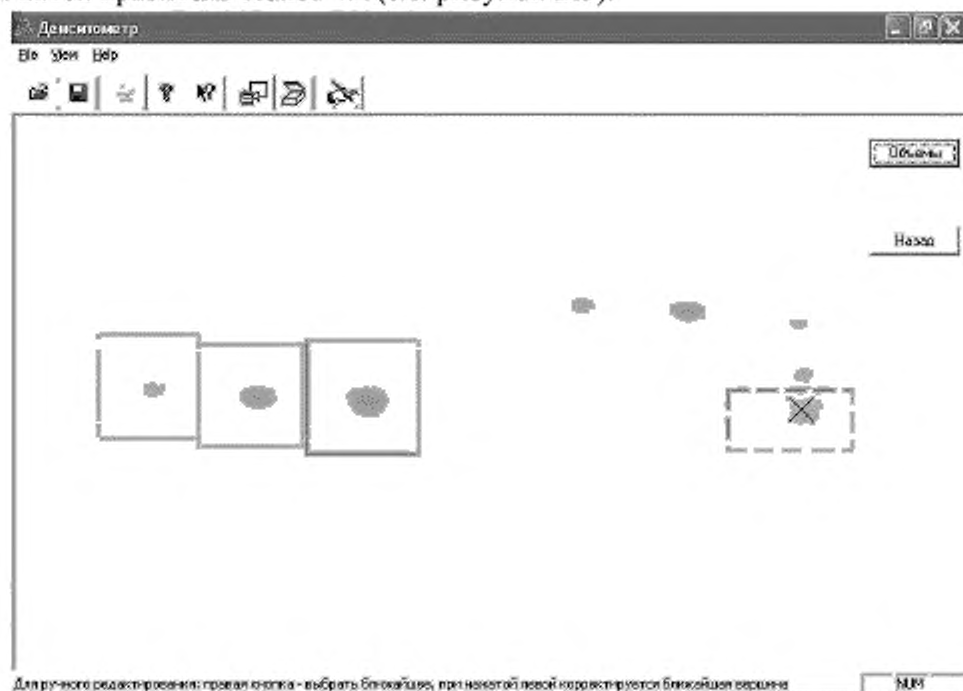 Денситометр
File View Help
Объемы
Назад
Для ручного редактирования: правая кнопка - выбрать ближайшее, при нажатой левой корректируется ближайшая вершина
NUM